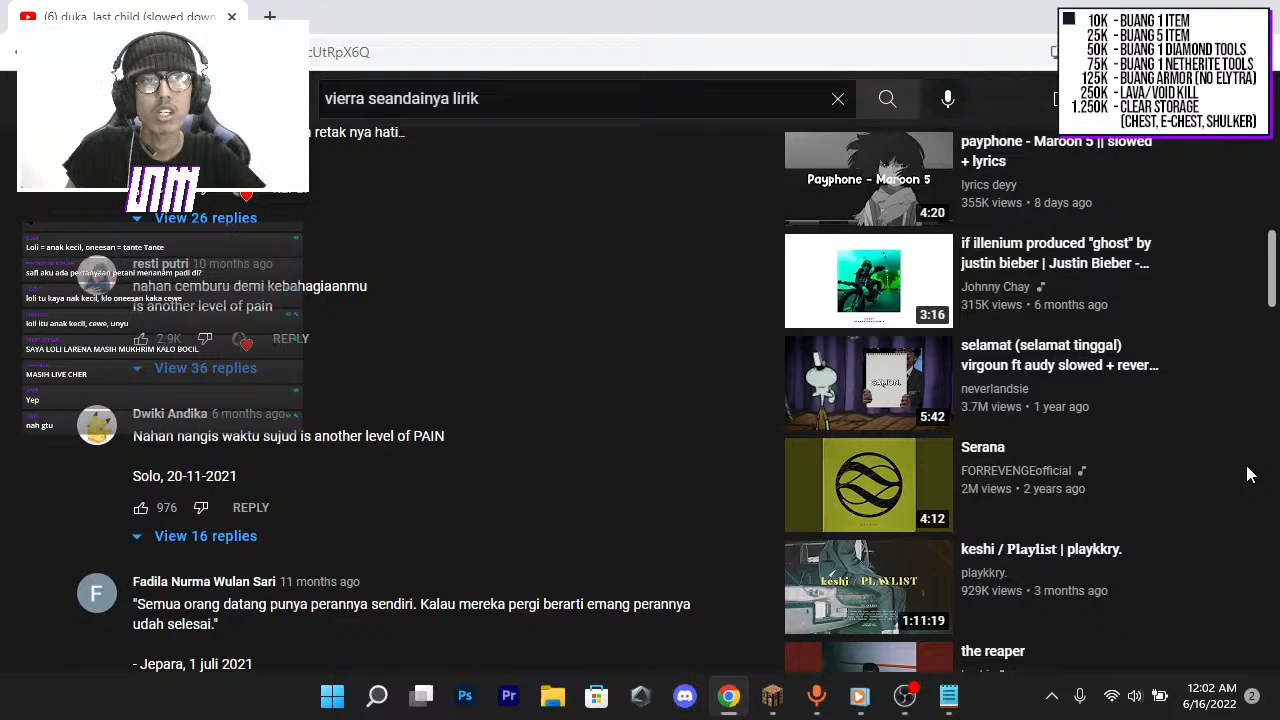 (6) duka, last child (slowed down
cUtRpX6Q
vierra seandainya lirik
10K - BUANG 1 ITEM
25K - BUANG 5 ITEM
50K - BUANG 1 DIAMOND TOOLS
75K - BUANG 1 NETHERITE TOOLS
125K - BUANG ARMOR (NO ELYTRA)
250K - LAVA/VOID KILL
1.250K - CLEAR STORAGE
(CHEST, E-CHEST, SHULKER)
retak nya hati..
View 26 replies
Loli = anak kecil, oneesan = tante Tante
safi aku ada pertanyaan petani menanam padi di?
loli tu kaya nak kecil, klo oneesan kaka cewe
loli itu anak kecil, cewe, unyu
SAYA LOLI LARENA MASIH MUKHRIM KALO BOCIL
MASIH LIVE CHER
Yep
nah gtu
resti putri 10 months ago
nahan cemburu demi kebahagiaanmu
is another level of pain
2.9K REPLY
View 36 replies
Dwiki Andika 6 months ago
Nahan nangis waktu sujud is another level of PAIN
Solo, 20-11-2021
976 REPLY
View 16 replies
F
Fadila Nurma Wulan Sari 11 months ago
"Semua orang datang punya perannya sendiri. Kalau mereka pergi berarti emang perannya
udah selesai."
- Jepara, 1 juli 2021
Payphone - Maroon 5
4:20
payphone - Maroon 5 || slowed
+ lyrics
lyrics deyy
355K views • 8 days ago
3:16
if illenium produced "ghost" by
justin bieber | Justin Bieber -...
Johnny Chay
315K views • 6 months ago
5:42
selamat (selamat tinggal)
virgoun ft audy slowed + rever...
neverlandsie
3.7M views • 1 year ago
4:12
Serana
FORREVENGEofficial
2M views • 2 years ago
keshi / PLAYLIST
1:11:19
keshi / Playlist | playkkry.
playkkry.
929K views • 3 months ago
the reaper
Ps
Pr
12:02 AM
6/16/2022
2